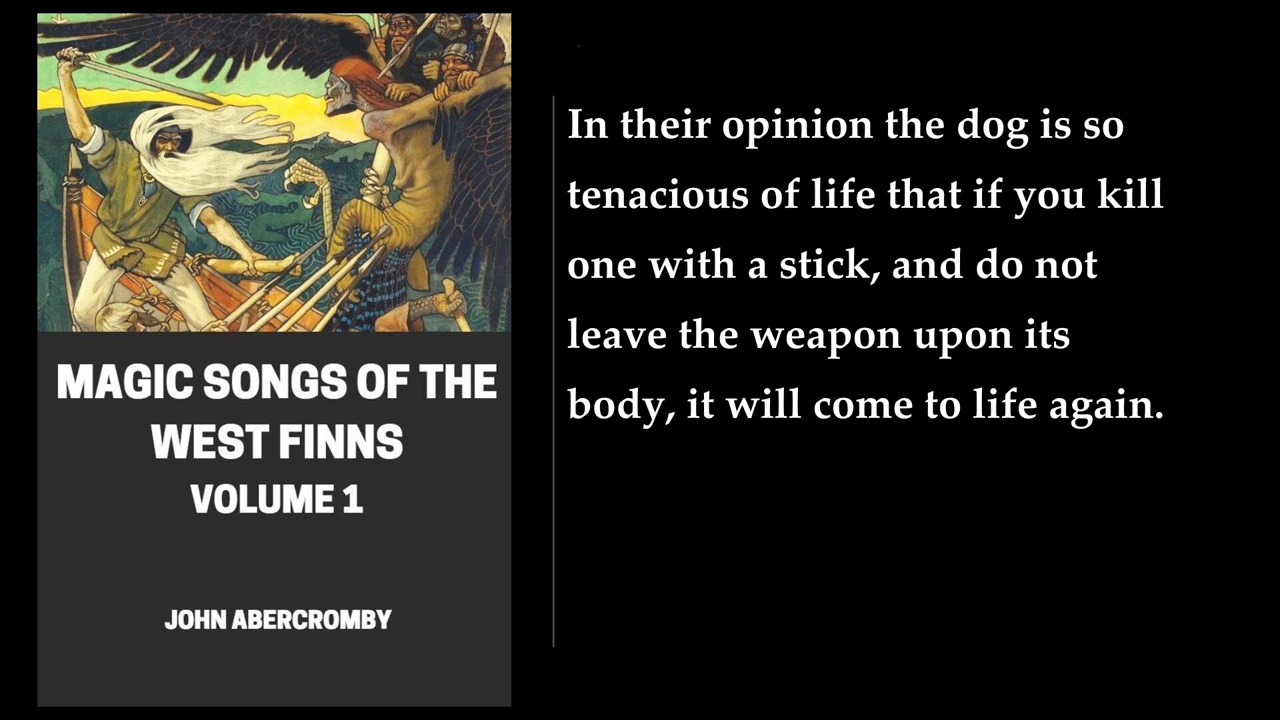 MAGIC SONGS OF THE
WEST FINNS
VOLUME 1
JOHN ABERCROMBY
In their opinion the dog is so
tenacious of life that if you kill
one with a stick, and do not
leave the weapon upon its
body, it will come to life again.